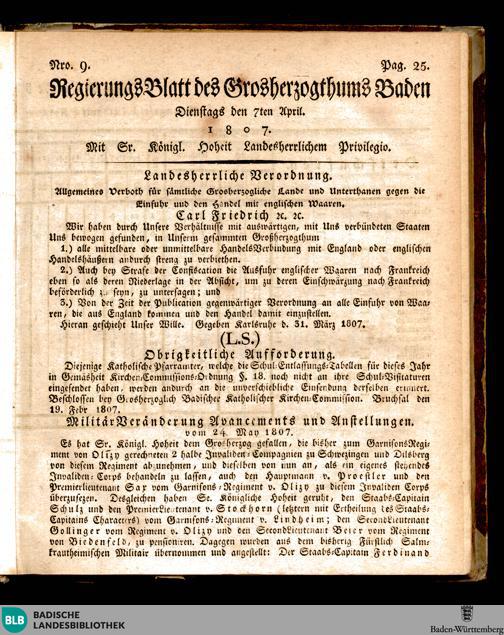 Nro. 9. Pag. 25.
RegierungsBlatt des Grosherzogthums Baden
Dienstags den 7ten April.
1807.
Mit Sr. Königl. Hoheit Landesherrlichem Privilegio.
Landesherrliche Verordnung.
Allgemeines Verboth für sämtliche Grosherzogliche Lande und Unterthanen gegen die
Einfuhr und den Handel mit englischen Waaren.
Carl Friedrich ꝛc. ꝛc.
Wir haben durch Unsere Verhältnisse mit auswärtigen, mit Uns verbündeten Staaten
Uns bewogen gefunden, in Unserm gesammten Großherzogthum
1.) alle mittelbare oder unmittelbare HandelsVerbindung mit England oder englischen
Handelshäusern andurch streng zu verbiethen.
2.) Auch bey Strafe der Confiscation die Ausfuhr englischer Waaren nach Frankreich
eben so als deren Niederlage in der Absicht, um zu deren Einschwärzung nach Frankreich
beförderlich zu seyn, zu untersagen; und
3.) Von der Zeit der Publication gegenwärtiger Verordnung an alle Einfuhr von Waa-
ren, die aus England kommen und den Handel damit einzustellen.
Hieran geschieht Unser Wille. Gegeben Karlsruhe d. 31. März 1807.
(L.S.)
Obrigkeitliche Aufforderung.
Diejenige Katholische Pfarrämter, welche die Schul-Entlassungs-Tabellen für dieses Jahr
in Gemäsheit Kirchen-Commissions-Ordnung §. 18. noch nicht an ihre Schul-Visitaturen
eingesendet haben, werden andurch an die unverschiebliche Einsendung derselben erinnert.
Beschlossen bey Grosherzoglich Badischer Katholischer Kirchen-Commission. Bruchsal den
19. Febr 1807.
Militär-Veränderung Avancements und Anstellungen.
vom 24. May 1807.
Es hat Sr. Königl. Hoheit dem Grosherzog gefallen, die bisher zum GarnisonsRegi-
ment von Olizy gerechneten 2 halbe Invaliden-Compagnien zu Schwezingen und Dilsberg
von diesem Regiment abzunehmen, und dieselben von nun an, als ein eigenes stehendes
Invaliden-Corps behandeln zu lassen, auch den Hauptmann v. Proestler und den
Premierlieutenant Sax vom Garnisons-Regiment v. Olizy zu diesem Invaliden Corps
überzusezen. Desgleichen haben Se. Königliche Hoheit geruht, den Staabs-Capitain
Schulz und den PremierLieutenant v. Stockhorn (letztern mit Ertheilung des Staabs-
Capitains Characters) vom Garnisons-Regiment v. Lindheim; den SecondLieutenant
Gollinger vom Regiment v. Olizy und den SecondLieutenant Beier vom Regiment
von Biedenfeld, zu pensioniren. Dagegen wurden aus dem bisherig Fürstlich Salm-
krautheimischen Militair übernommen und angestellt: Der Staabs-Capitain Ferdinand
BLB BADISCHE
LANDESBIBLIOTHEK
Baden-Württemberg